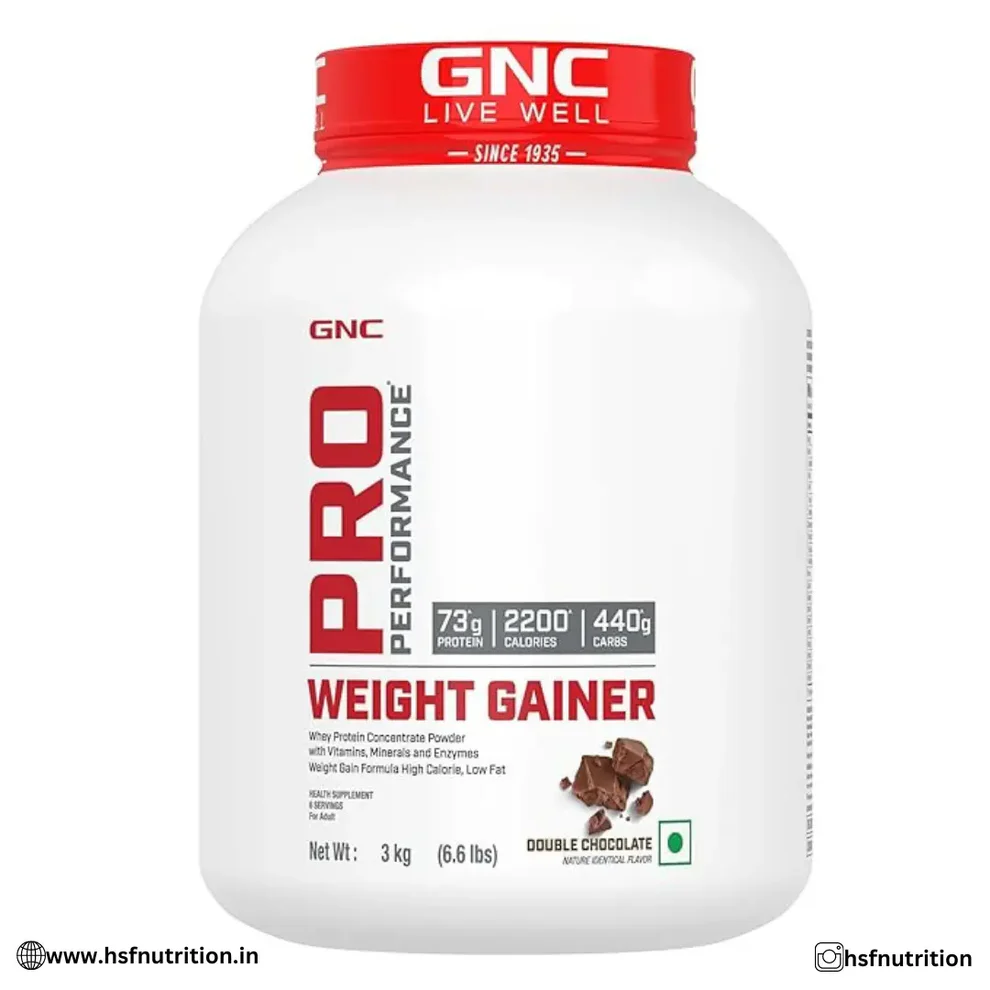 GNC
LIVE WELL
SINCE 1935
GNC
PRO
PERFORMANCE
73*g PROTEIN
2200* CALORIES
440*g CARBS
WEIGHT GAINER
Whey Protein Concentrate Powder
with Vitamins, Minerals and Enzymes
Weight Gain Formula High Calorie, Low Fat
HEALTH SUPPLEMENT
6 SERVINGS
For Adult
Net Wt: 3 kg (6.6 lbs)
DOUBLE CHOCOLATE
NATURE IDENTICAL FLAVOR
www.hsfnutrition.in
hsfnutrition